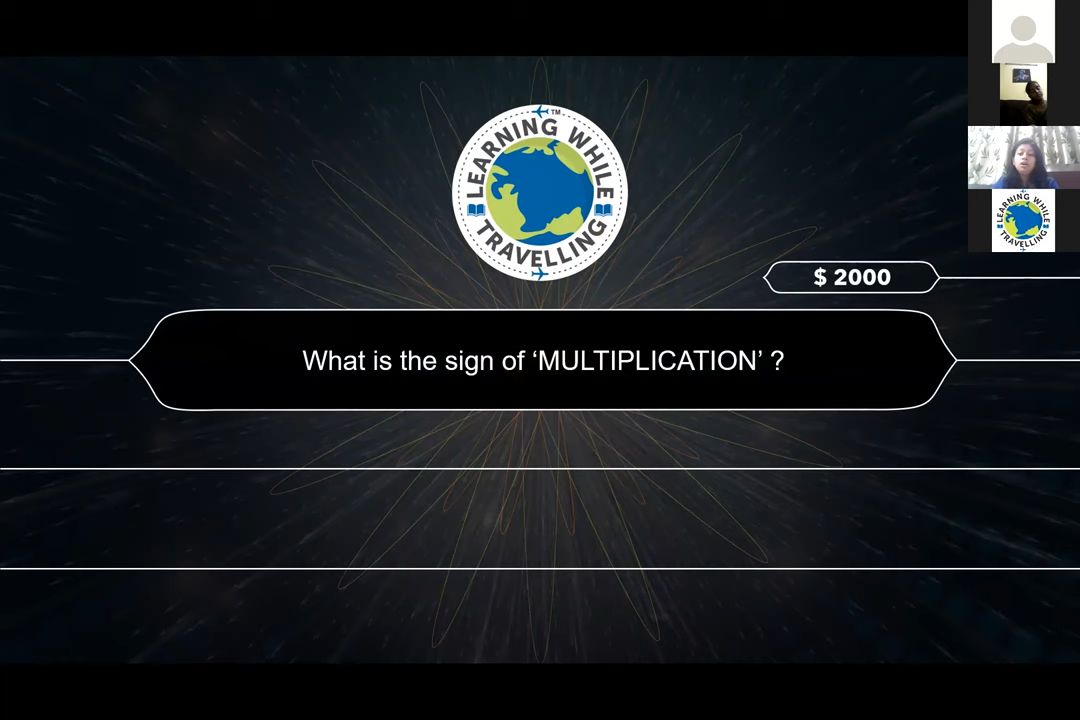 LEARNING WHILE
TRAVELLING
TM
$ 2000
What is the sign of ‘MULTIPLICATION’ ?
LEARNING WHILE
TRAVELLING